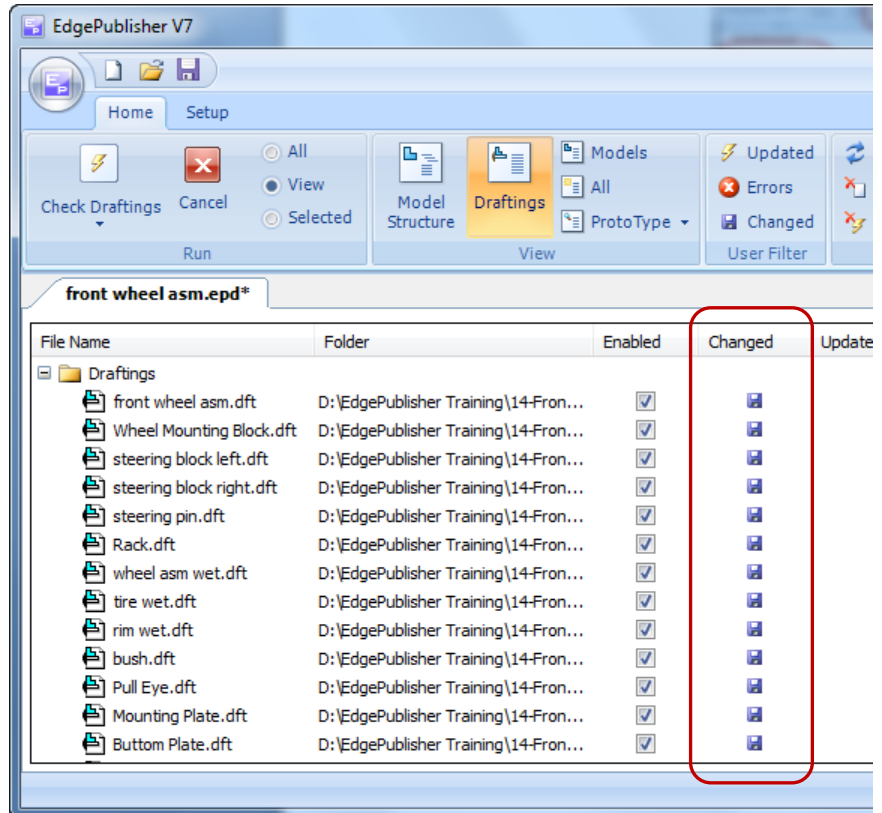 EdgePublisher V7
Home Setup
Check Draftings
Cancel
All
View
Selected
Run
Model
Structure
Draftings
Models
All
ProtoType
View
Updated
Errors
Changed
User Filter
front wheel asm.epd*
File Name Folder Enabled Changed Update
Draftings
front wheel asm.dft D:\EdgePublisher Training\14-Fron...
Wheel Mounting Block.dft D:\EdgePublisher Training\14-Fron...
steering block left.dft D:\EdgePublisher Training\14-Fron...
steering block right.dft D:\EdgePublisher Training\14-Fron...
steering pin.dft D:\EdgePublisher Training\14-Fron...
Rack.dft D:\EdgePublisher Training\14-Fron...
wheel asm wet.dft D:\EdgePublisher Training\14-Fron...
tire wet.dft D:\EdgePublisher Training\14-Fron...
rim wet.dft D:\EdgePublisher Training\14-Fron...
bush.dft D:\EdgePublisher Training\14-Fron...
Pull Eye.dft D:\EdgePublisher Training\14-Fron...
Mounting Plate.dft D:\EdgePublisher Training\14-Fron...
Buttom Plate.dft D:\EdgePublisher Training\14-Fron...